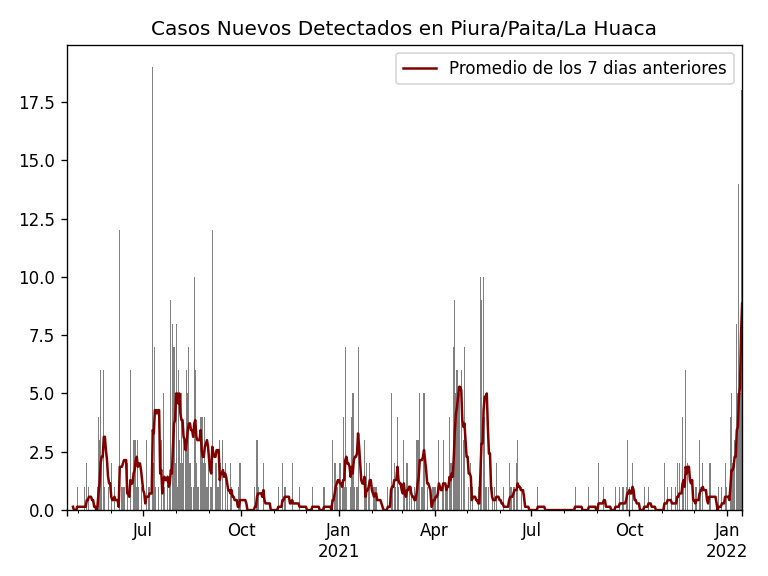 Casos Nuevos Detectados en Piura/Paita/La Huaca
Promedio de los 7 dias anteriores
17.5
15.0
12.5
10.0
7.5
5.0
2.5
0.0
Jul
Oct
Jan
2021
Apr
Jul
Oct
Jan
2022